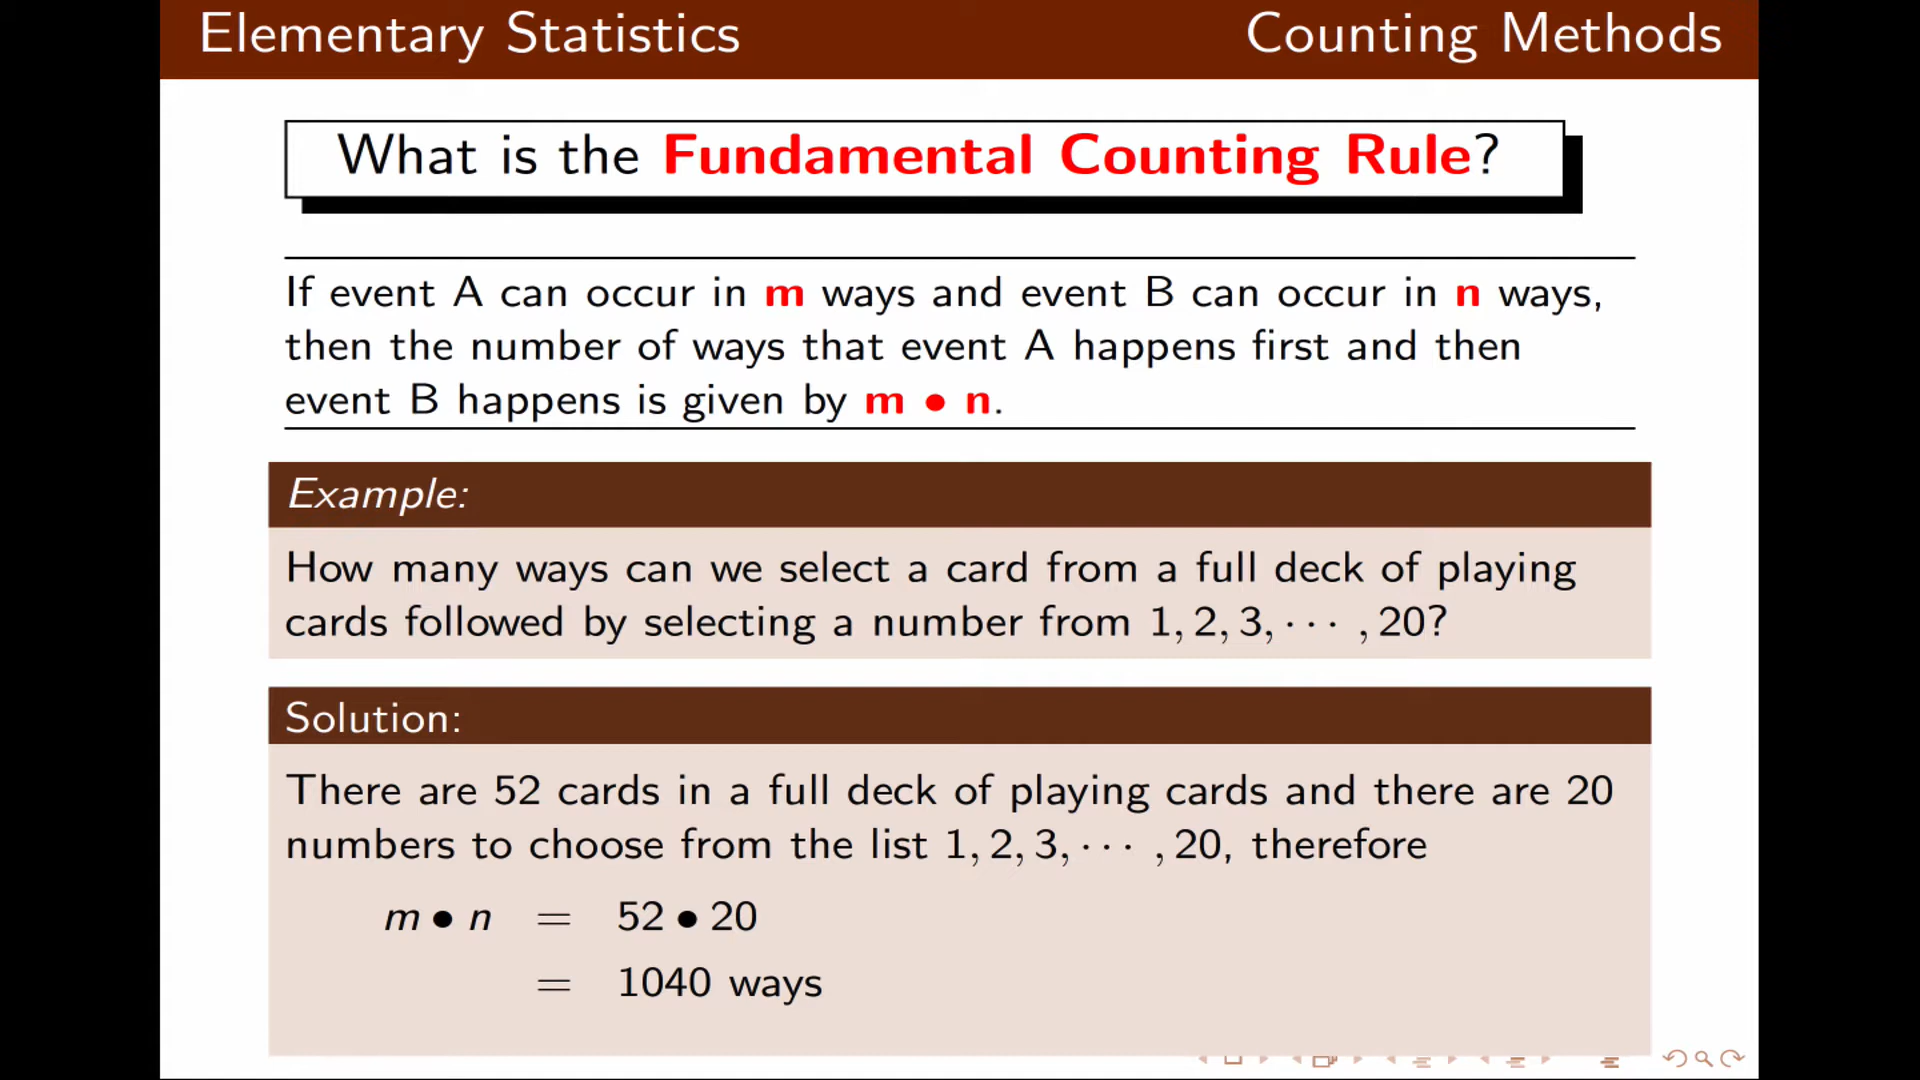 Elementary Statistics
Counting Methods
What is the Fundamental Counting Rule?
If event A can occur in m ways and event B can occur in n ways,
then the number of ways that event A happens first and then
event B happens is given by m • n.
Example:
How many ways can we select a card from a full deck of playing
cards followed by selecting a number from 1, 2, 3, ··· , 20?
Solution:
There are 52 cards in a full deck of playing cards and there are 20
numbers to choose from the list 1, 2, 3, ··· , 20, therefore
m • n = 52 • 20
= 1040 ways